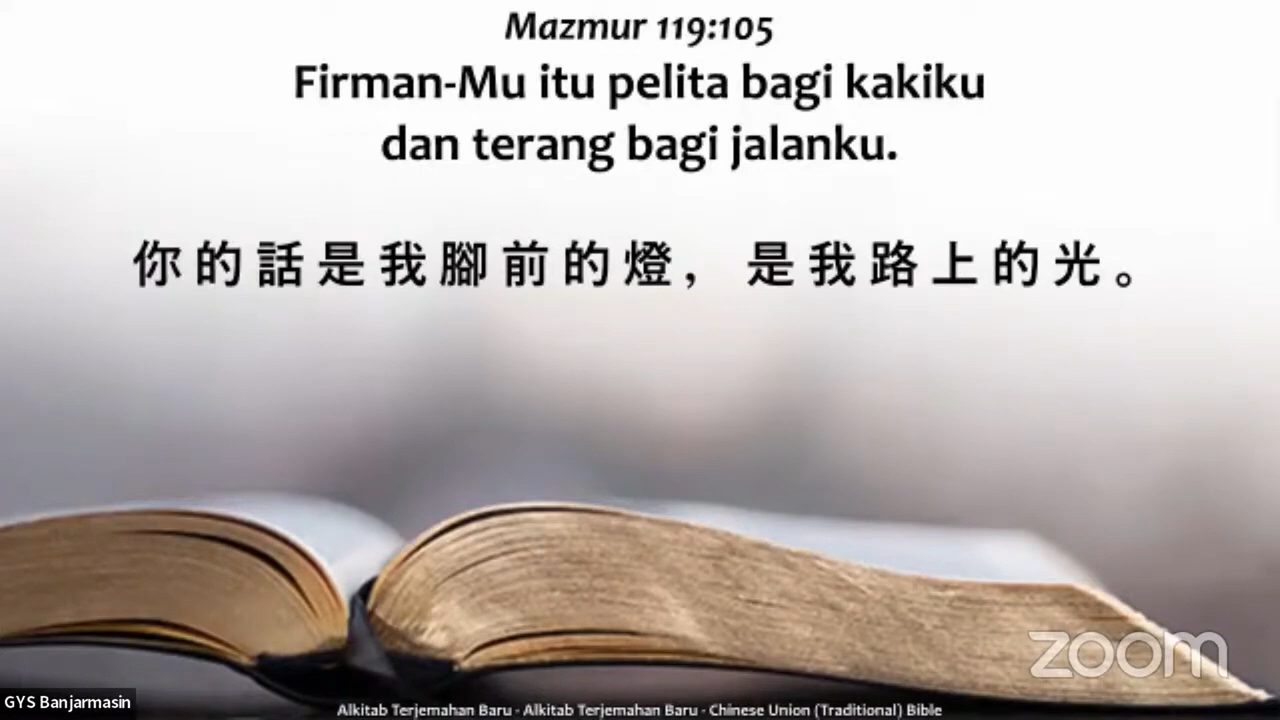 Mazmur 119:105
Firman-Mu itu pelita bagi kakiku
dan terang bagi jalanku.
你的話是我腳前的燈，是我路上的光。
zoom
GYS Banjarmasin
Alkitab Terjemahan Baru - Alkitab Terjemahan Baru - Chinese Union (Traditional) Bible